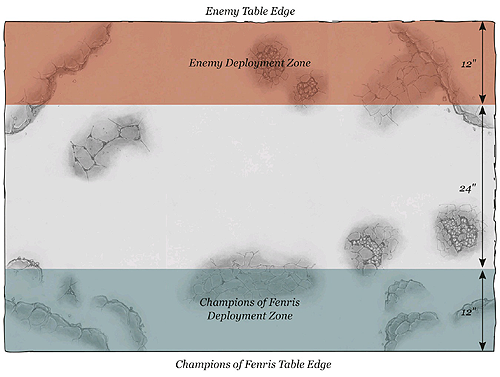 Enemy Table Edge
Enemy Deployment Zone
12"
24"
Champions of Fenris
Deployment Zone
12"
Champions of Fenris Table Edge